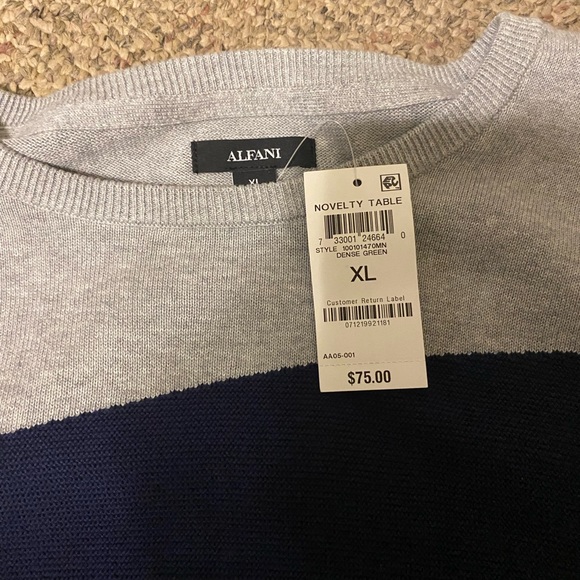 ALFANI
XL
NOVELTY TABLE
7 33001 24664 0
STYLE 100101470MN
DENSE GREEN
XL
Customer Return Label
071219921181
AA05-001
$75.00